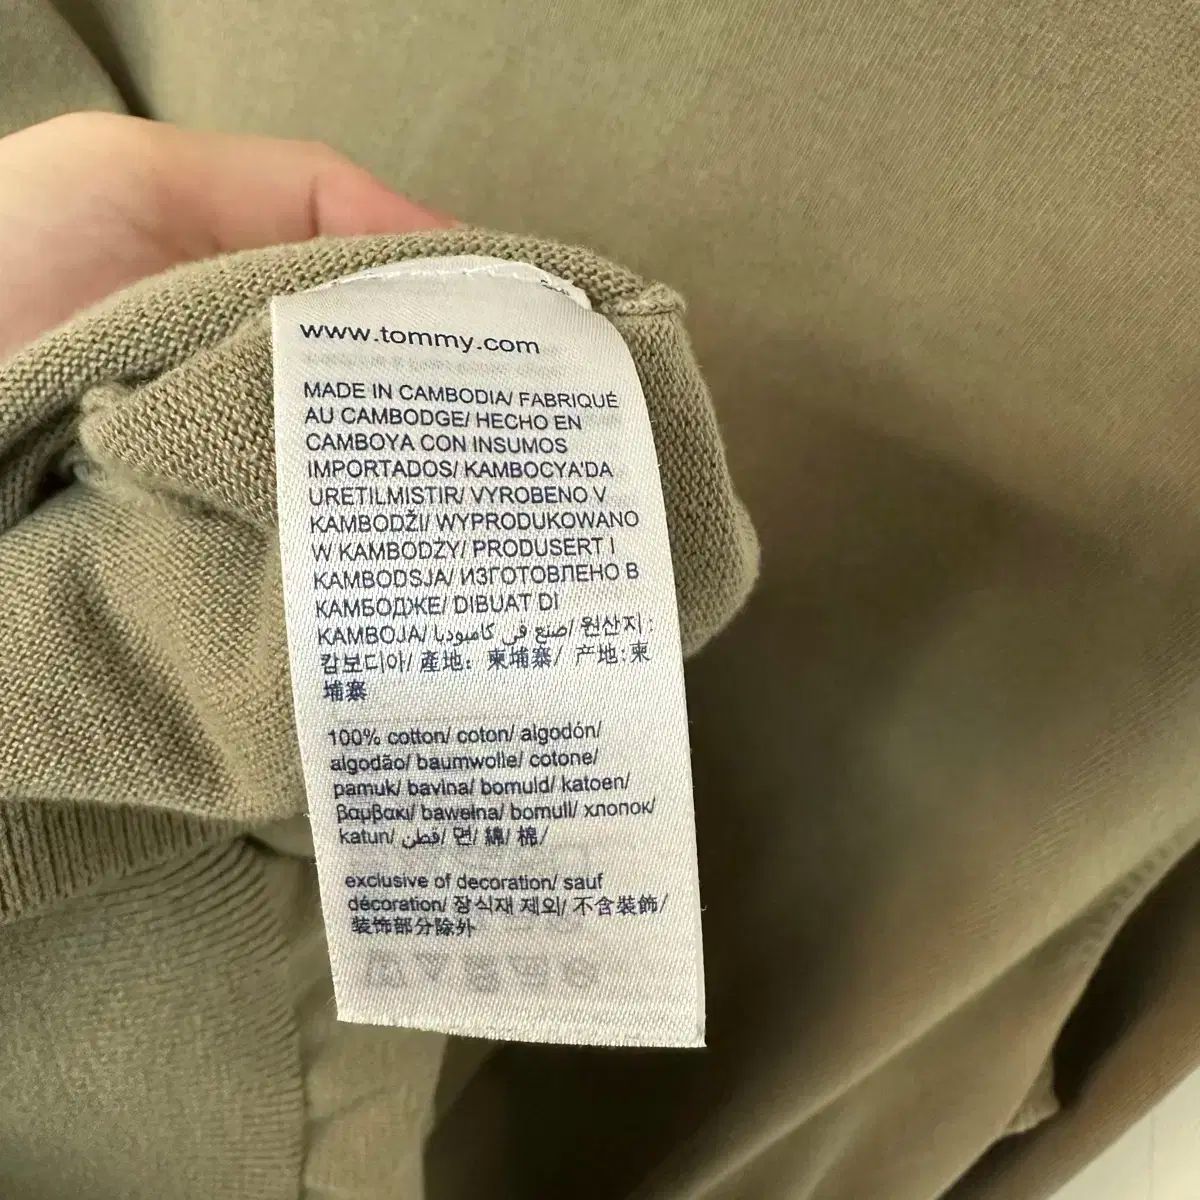 www.tommy.com
MADE IN CAMBODIA/ FABRIQUÉ
AU CAMBODGE/ HECHO EN
CAMBOYA CON INSUMOS
IMPORTADOS/ KAMBOCYA'DA
URETILMISTIR/ VYROBENO V
KAMBODŽI/ WYPRODUKOWANO
W KAMBODŻY/ PRODUSERT I
KAMBODSJA/ ИЗГОТОВЛЕНО В
КАМБОДЖЕ/ DIBUAT DI
KAMBOJA/ صنع في كامبوديا/ 원산지:
캄보디아/ 產地: 柬埔寨/ 产地:柬
埔寨
100% cotton/ coton/ algodón/
algodão/ baumwolle/ cotone/
pamuk/ bavlna/ bomuld/ katoen/
βαμβακι/ bawełna/ bomull/ хлопок/
katun/ قطن/ 면/ 綿/ 棉/
exclusive of decoration/ sauf
décoration/ 장식재 제외/ 不含裝飾/
装饰部分除外